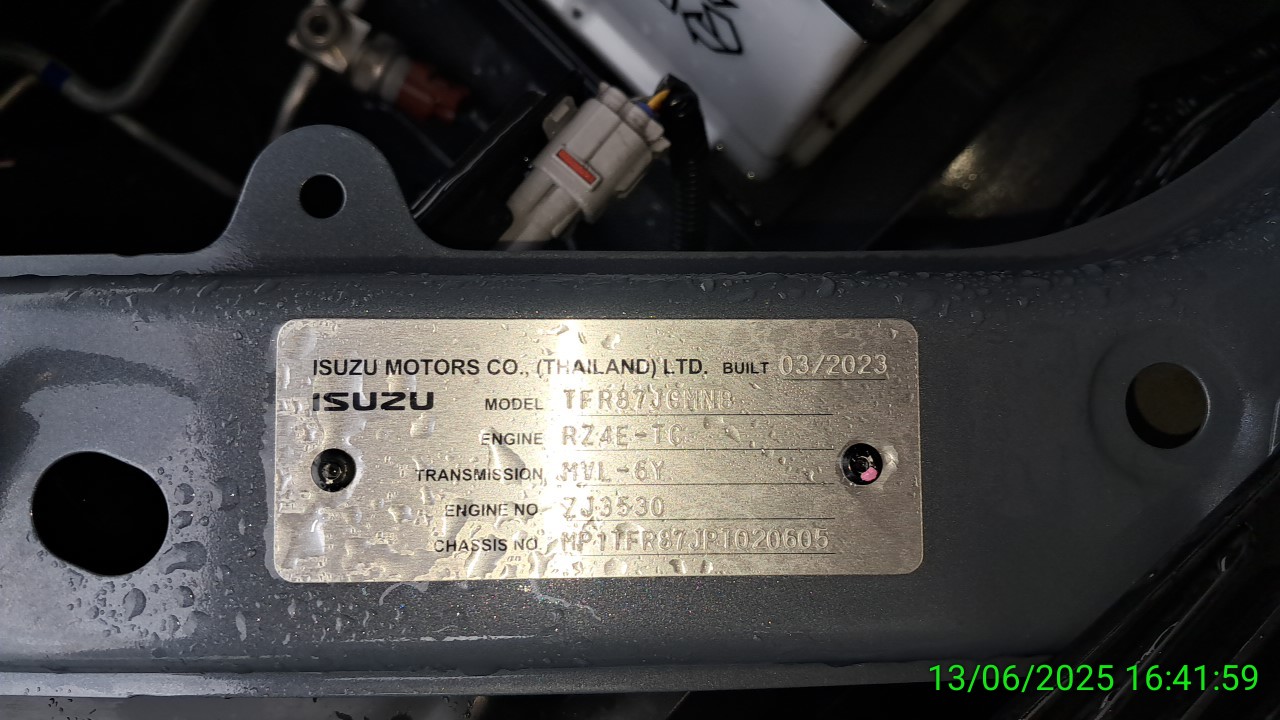 ISUZU MOTORS CO., (THAILAND) LTD. BUILT 03/2023
ISUZU MODEL TFR87JGMNB
ENGINE RZ4E-TC
TRANSMISSION MVL-6Y
ENGINE NO. ZJ3530
CHASSIS NO. MP1TFR87JPT020605
13/06/2025 16:41:59